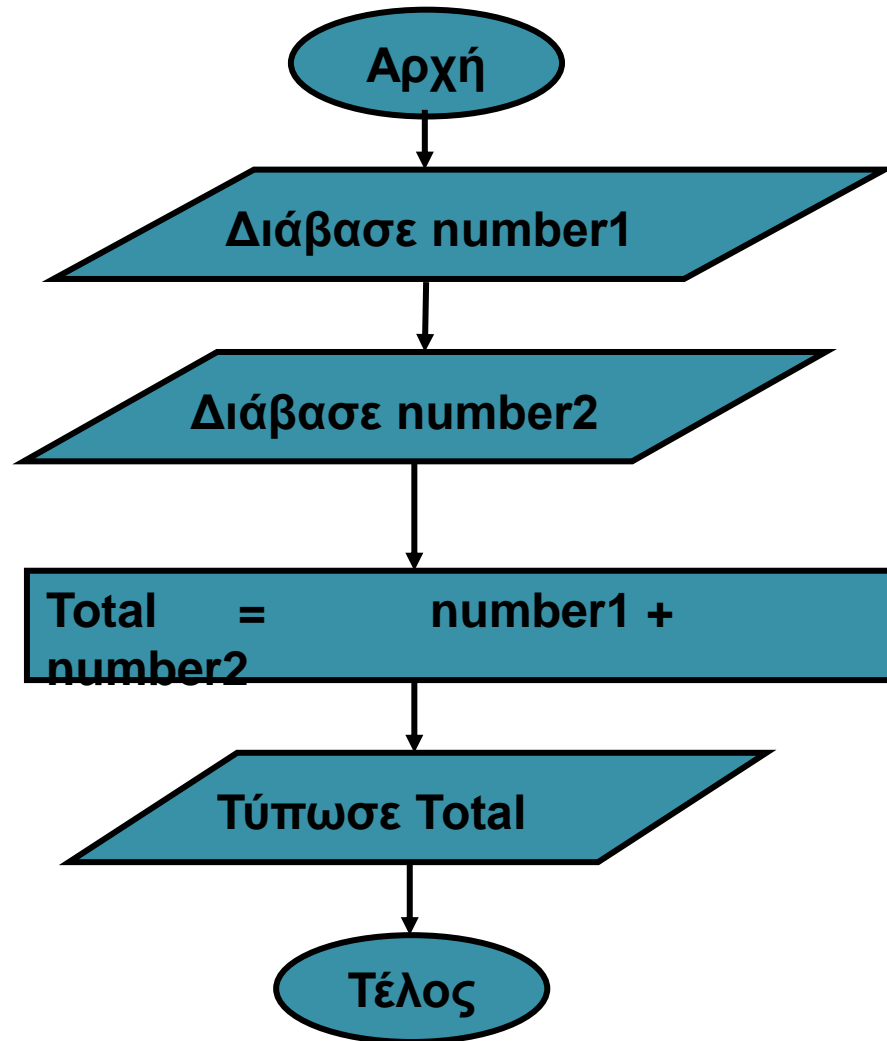 Αρχή
Διάβασε number1
Διάβασε number2
Total = number1 +
number2
Τύπωσε Total
Τέλος